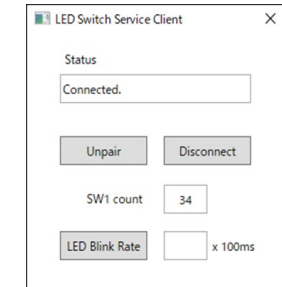 LED Switch Service Client
Status
Connected.
Unpair Disconnect
SW1 count 34
LED Blink Rate x 100ms